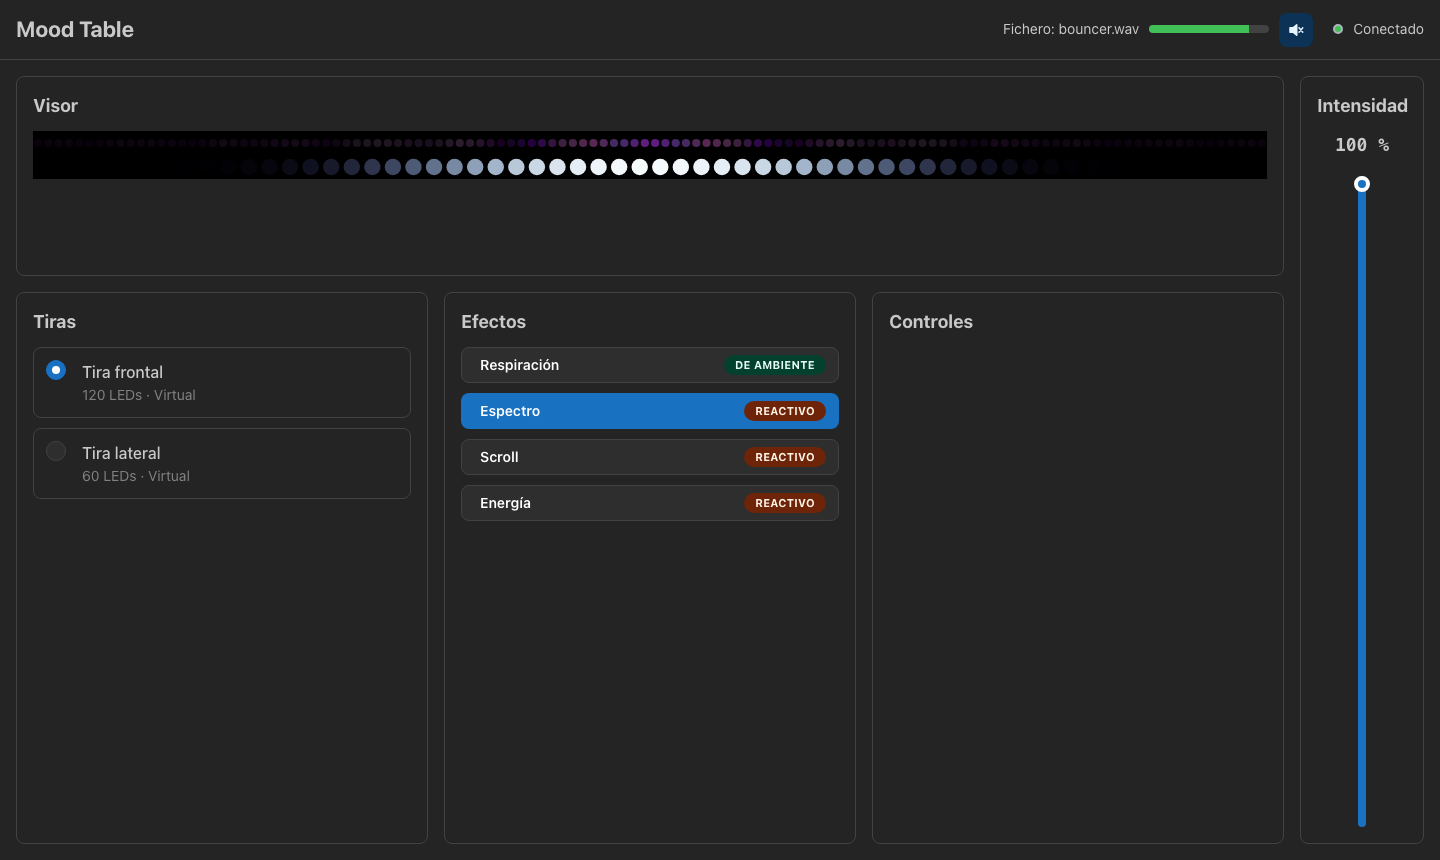 Mood Table
Fichero: bouncer.wav
Conectado
Visor
Intensidad
100 %
Tiras
Tira frontal
120 LEDs · Virtual
Tira lateral
60 LEDs · Virtual
Efectos
Respiración DE AMBIENTE
Espectro REACTIVO
Scroll REACTIVO
Energía REACTIVO
Controles